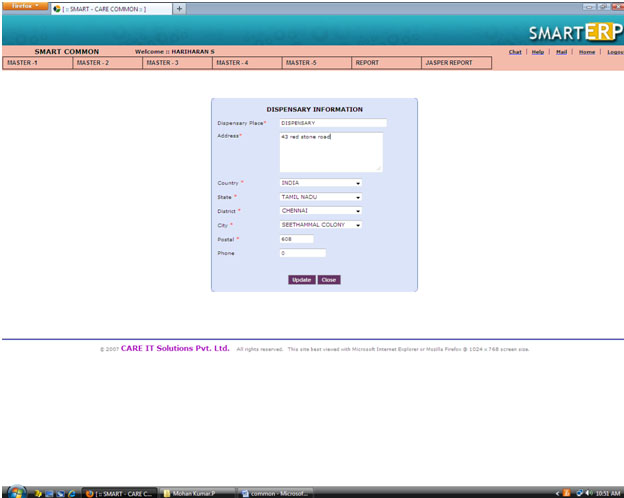 Firefox
[ :: SMART - CARE COMMON :: ] +
SMARTERP
SMART COMMON Welcome :: HARIHARAN S Chat | Help | Mail | Home | Logou
MASTER -1 MASTER - 2 MASTER - 3 MASTER - 4 MASTER -5 REPORT JASPER REPORT
DISPENSARY INFORMATION
Dispensary Place* DISPENSARY
Address* 43 red stone road
Country * INDIA
State * TAMIL NADU
District * CHENNAI
City * SEETHAMMAL COLONY
Postal * 608
Phone 0
Update Close
© 2007 CARE IT Solutions Pvt. Ltd. All rights reserved. This site best viewed with Microsoft Internet Explorer or Mozilla Firefox @ 1024 x 768 screen size.
[ :: SMART - CARE C... Mohan Kumar.P common - Microsof... 10:51 AM